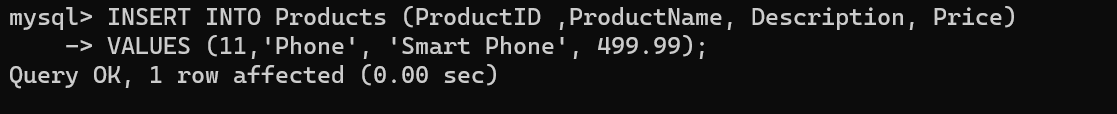 mysql> INSERT INTO Products (ProductID ,ProductName, Description, Price)
    -> VALUES (11,'Phone', 'Smart Phone', 499.99);
Query OK, 1 row affected (0.00 sec)